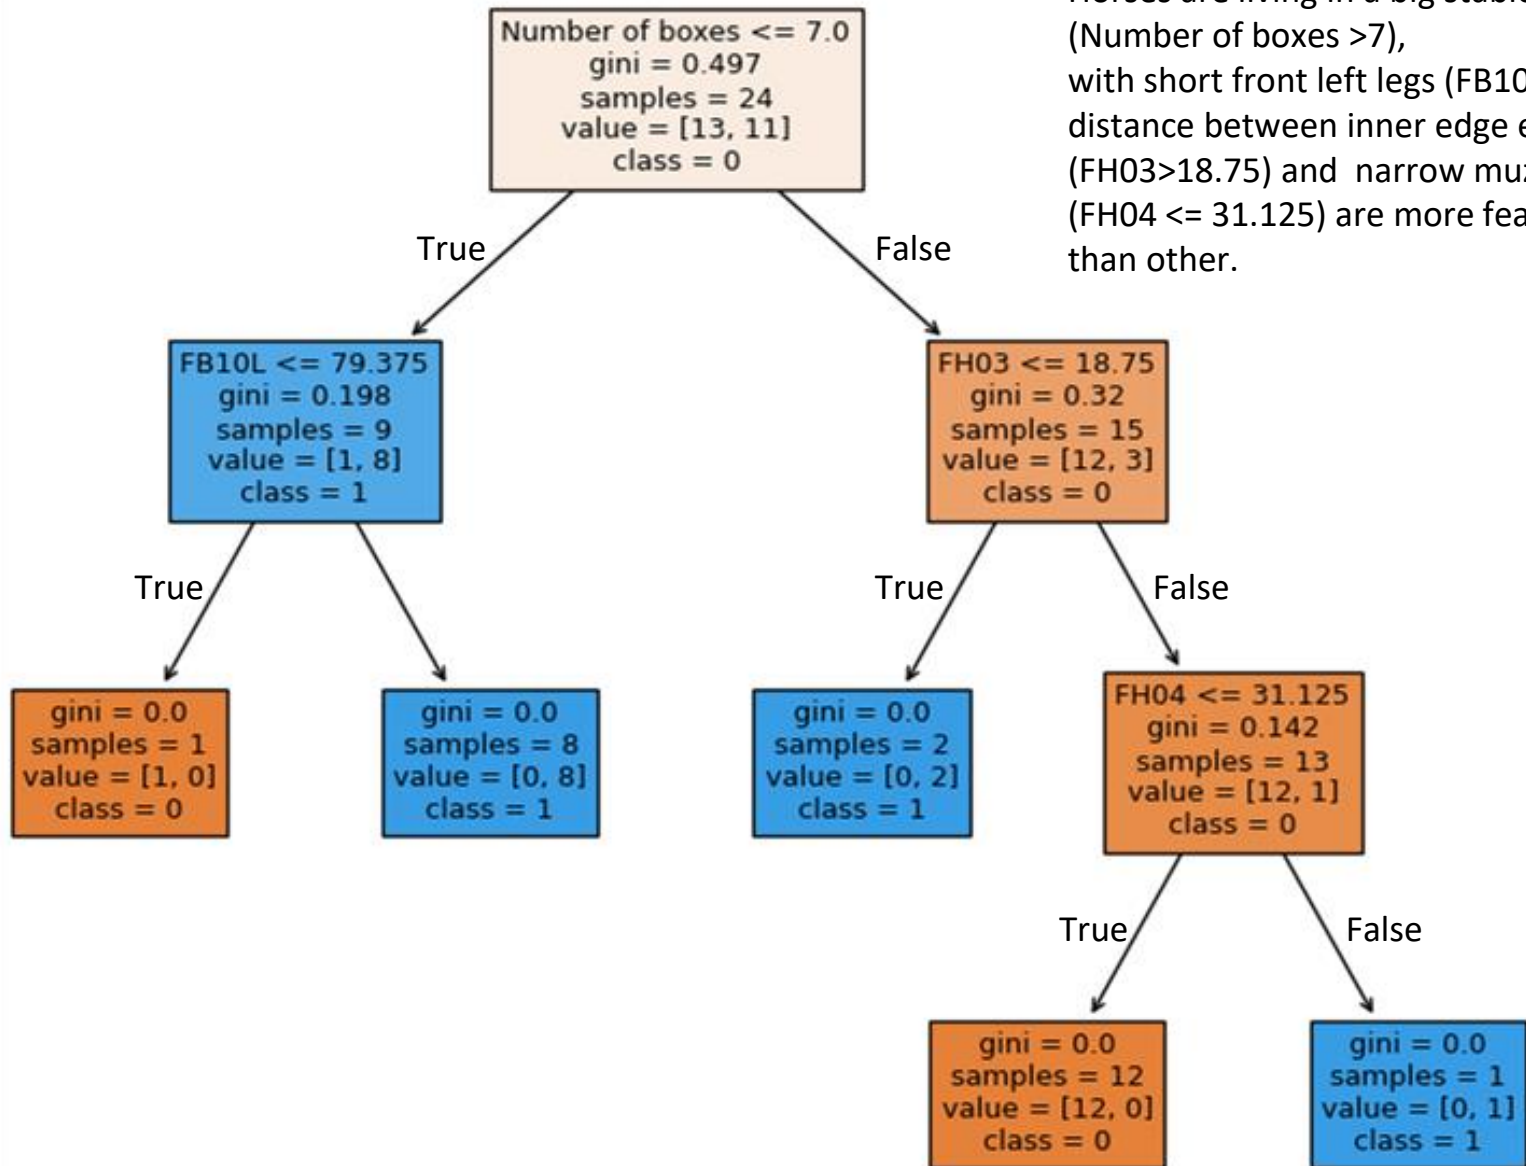 Horses are living in a big stable
(Number of boxes >7),
with short front left legs (FB10
distance between inner edge
(FH03>18.75) and narrow
(FH04 <= 31.125) are more
than other.
Number of boxes <= 7.0
gini = 0.497
samples = 24
value = [13, 11]
class = 0
True
False
FB10L <= 79.375
gini = 0.198
samples = 9
value = [1, 8]
class = 1
FH03 <= 18.75
gini = 0.32
samples = 15
value = [12, 3]
class = 0
True
True
False
gini = 0.0
samples = 1
value = [1, 0]
class = 0
gini = 0.0
samples = 8
value = [0, 8]
class = 1
gini = 0.0
samples = 2
value = [0, 2]
class = 1
FH04 <= 31.125
gini = 0.142
samples = 13
value = [12, 1]
class = 0
True
False
gini = 0.0
samples = 12
value = [12, 0]
class = 0
gini = 0.0
samples = 1
value = [0, 1]
class = 1